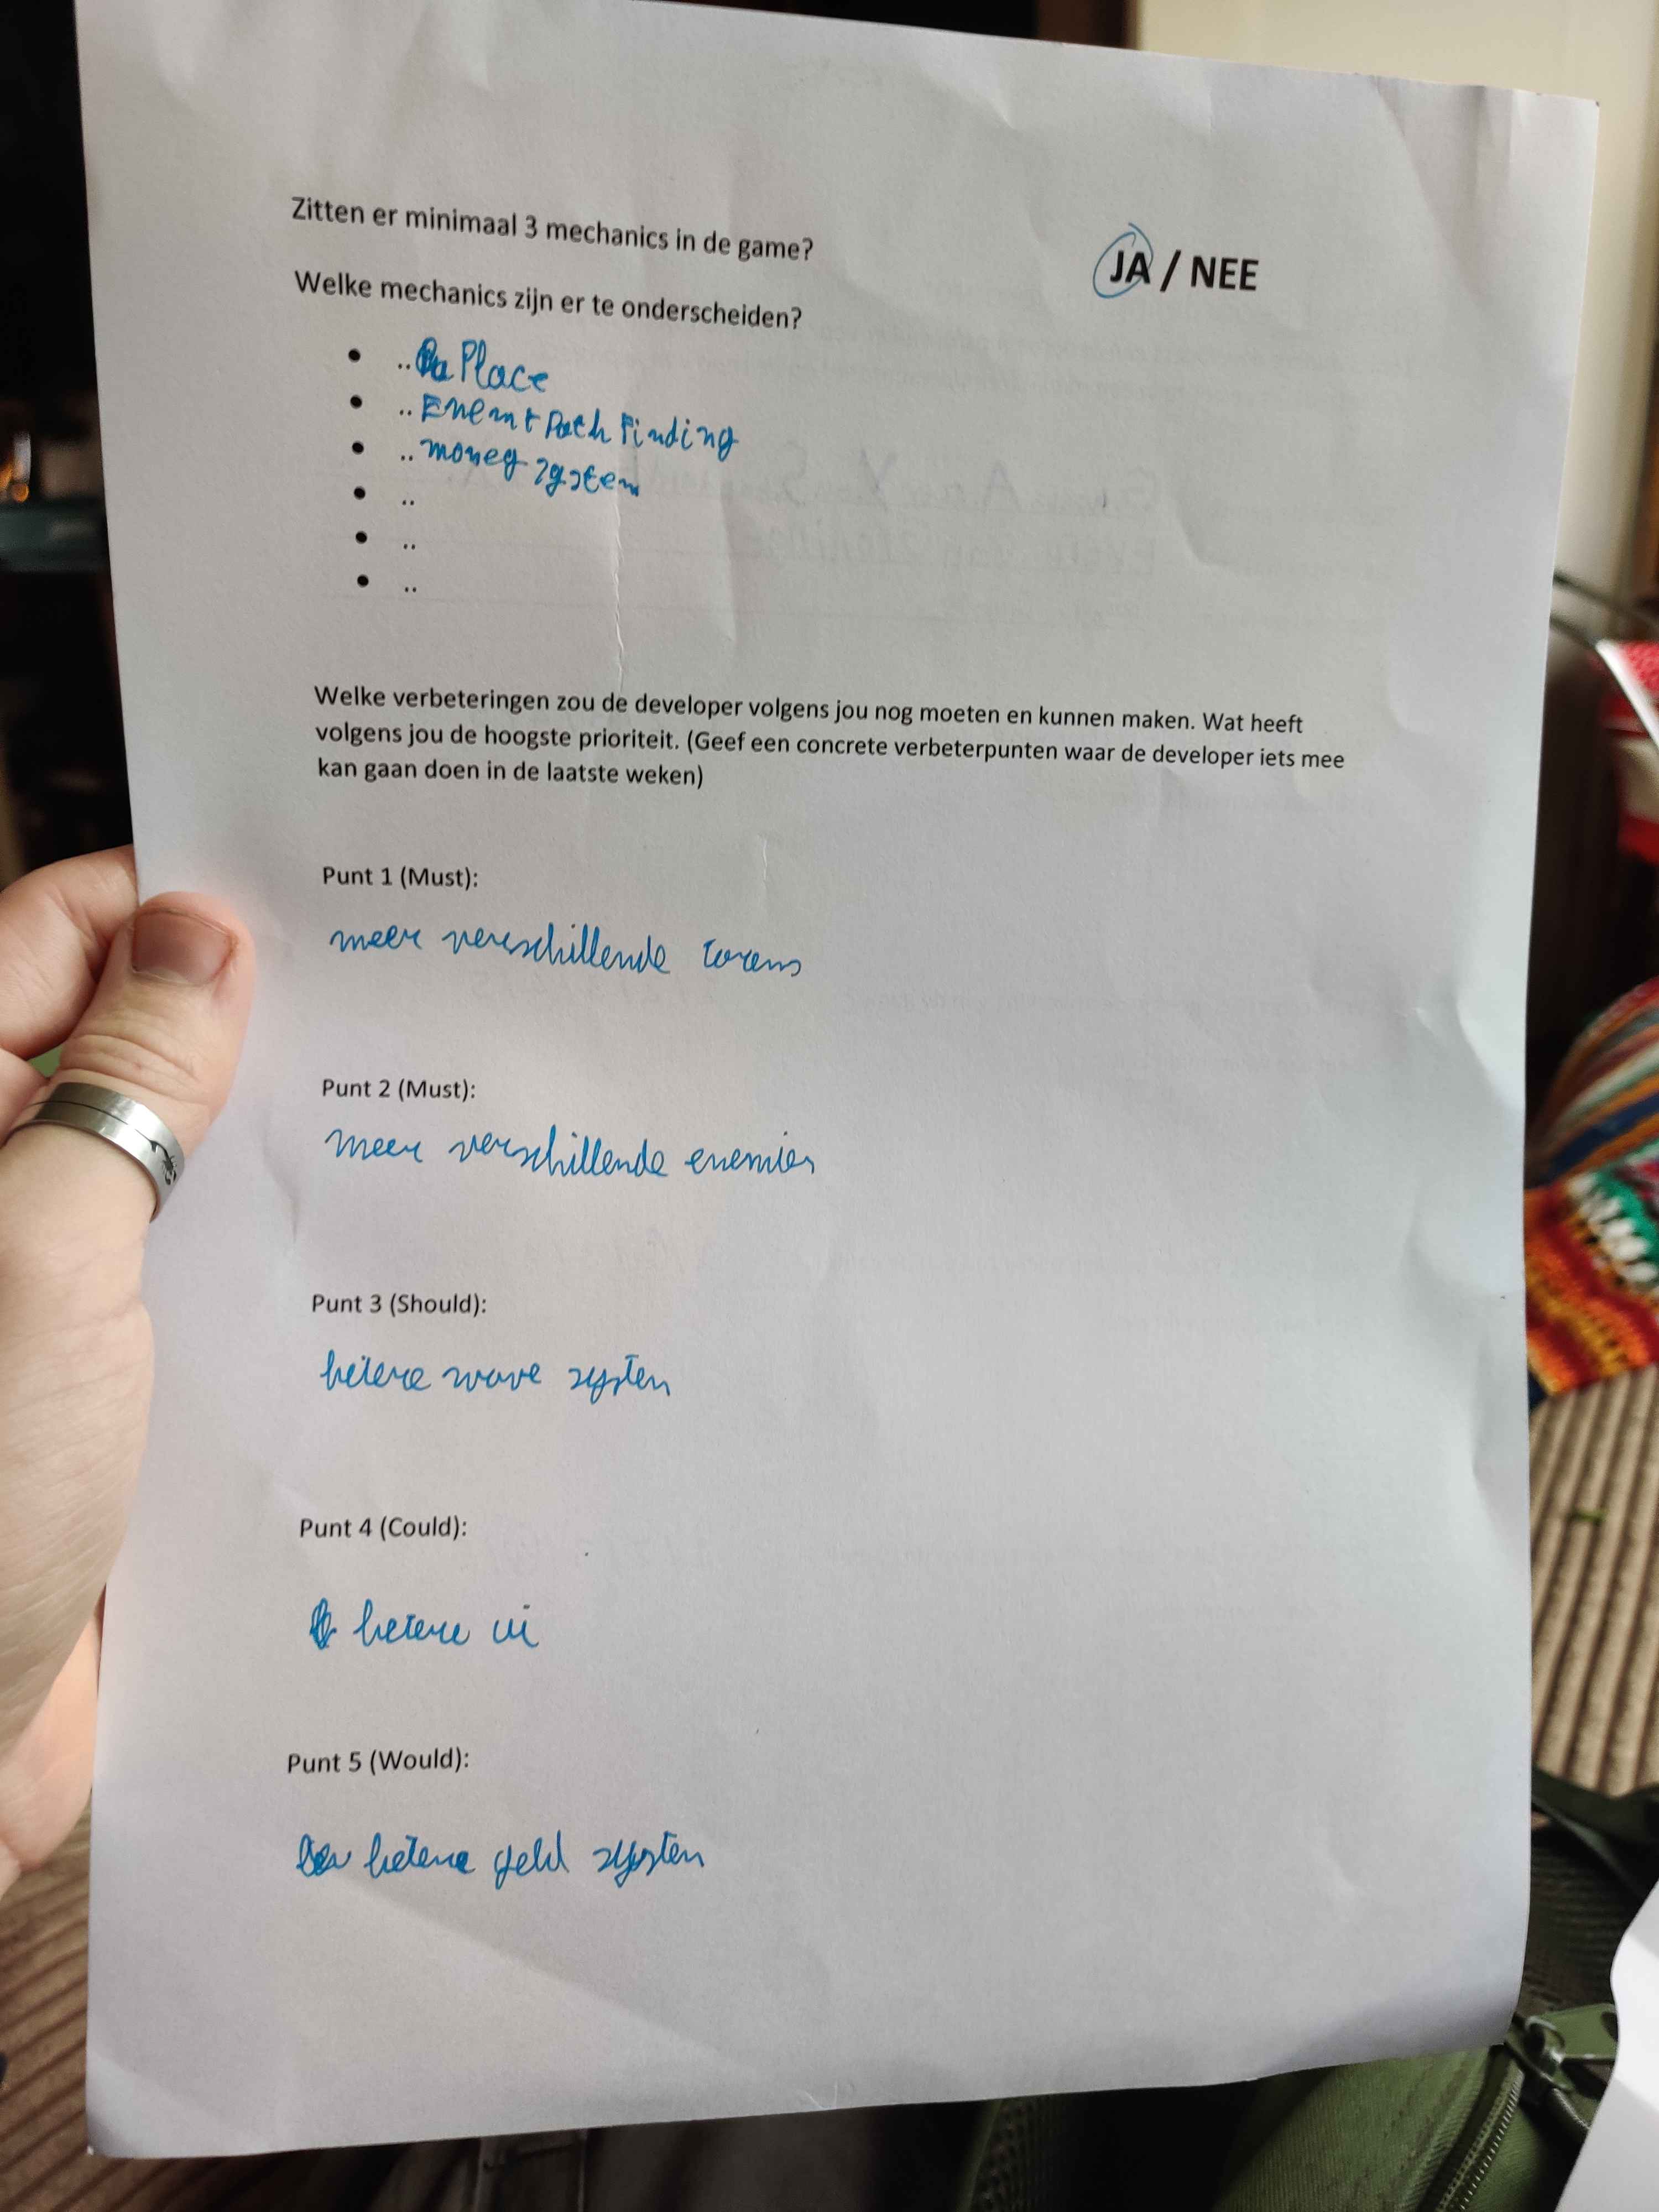 Zitten er minimaal 3 mechanics in de game?
JA / NEE
Welke mechanics zijn er te onderscheiden?
• .. Place
• .. Enemt Path Finding
• .. money system
• ..
• ..
• ..
Welke verbeteringen zou de developer volgens jou nog moeten en kunnen maken. Wat heeft
volgens jou de hoogste prioriteit. (Geef een concrete verbeterpunten waar de developer iets mee
kan gaan doen in de laatste weken)
Punt 1 (Must):
meer verschillende torens
Punt 2 (Must):
meer verschillende enemies
Punt 3 (Should):
betere wave systen
Punt 4 (Could):
betere ui
Punt 5 (Would):
betere geld systen